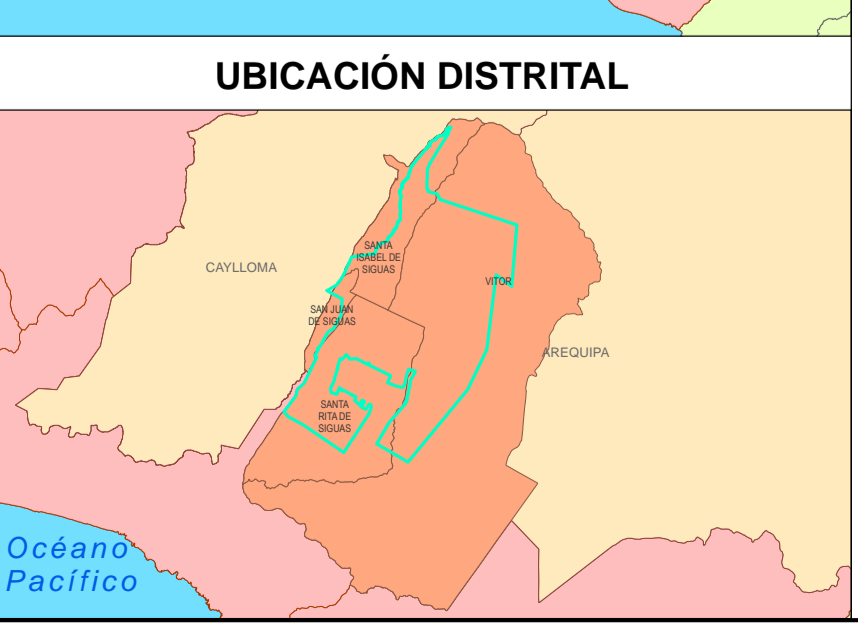 UBICACIÓN DISTRITAL
CAYLLOMA
SANTA
ISABEL DE
SIGUAS
VITOR
SAN JUAN
DE SIGUAS
AREQUIPA
SANTA
RITA DE
SIGUAS
Océano
Pacífico